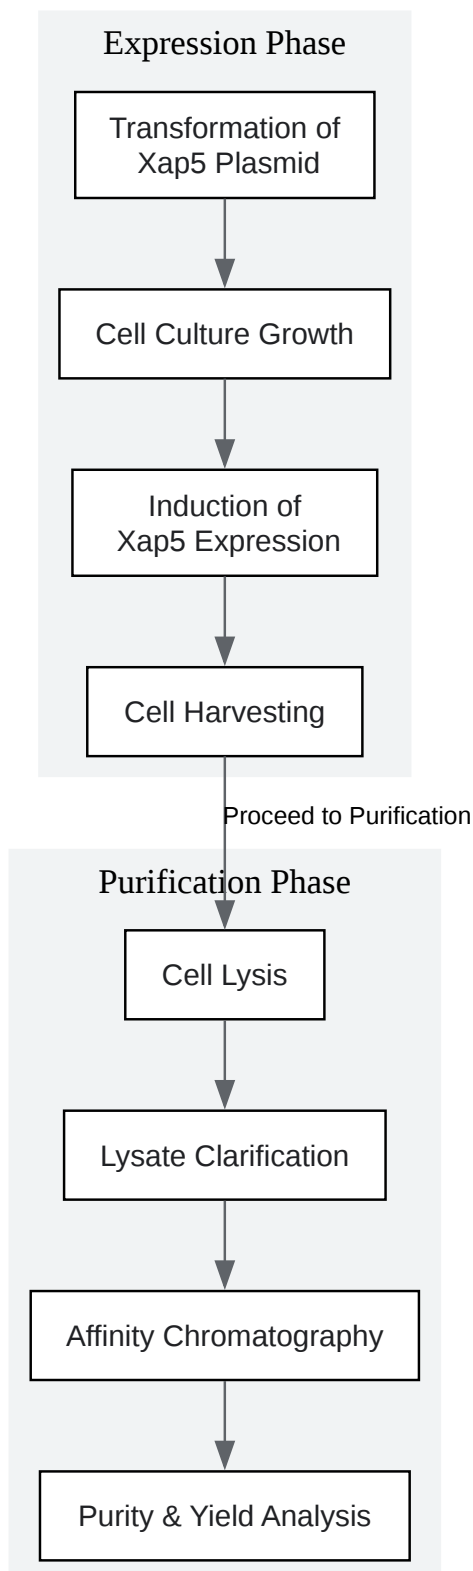 Expression Phase
Transformation of
Xap5 Plasmid
Cell Culture Growth
Induction of
Xap5 Expression
Cell Harvesting
Proceed to Purification
Purification Phase
Cell Lysis
Lysate Clarification
Affinity Chromatography
Purity & Yield Analysis